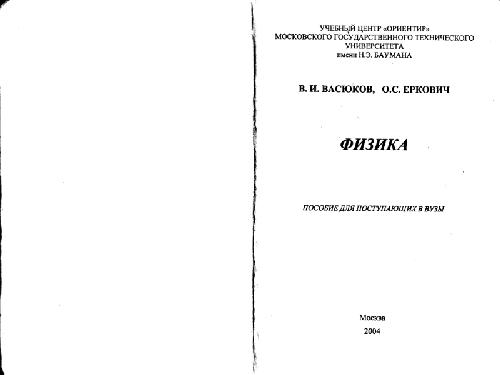 УЧЕБНЫЙ ЦЕНТР «ОРИЕНТИР»
МОСКОВСКОГО ГОСУДАРСТВЕННОГО ТЕХНИЧЕСКОГО
УНИВЕРСИТЕТА
имени Н.Э. БАУМАНА
В. И. ВАСЮКОВ, О.С. ЕРКОВИЧ
ФИЗИКА
ПОСОБИЕ ДЛЯ ПОСТУПАЮЩИХ В ВУЗЫ
Москва
2004